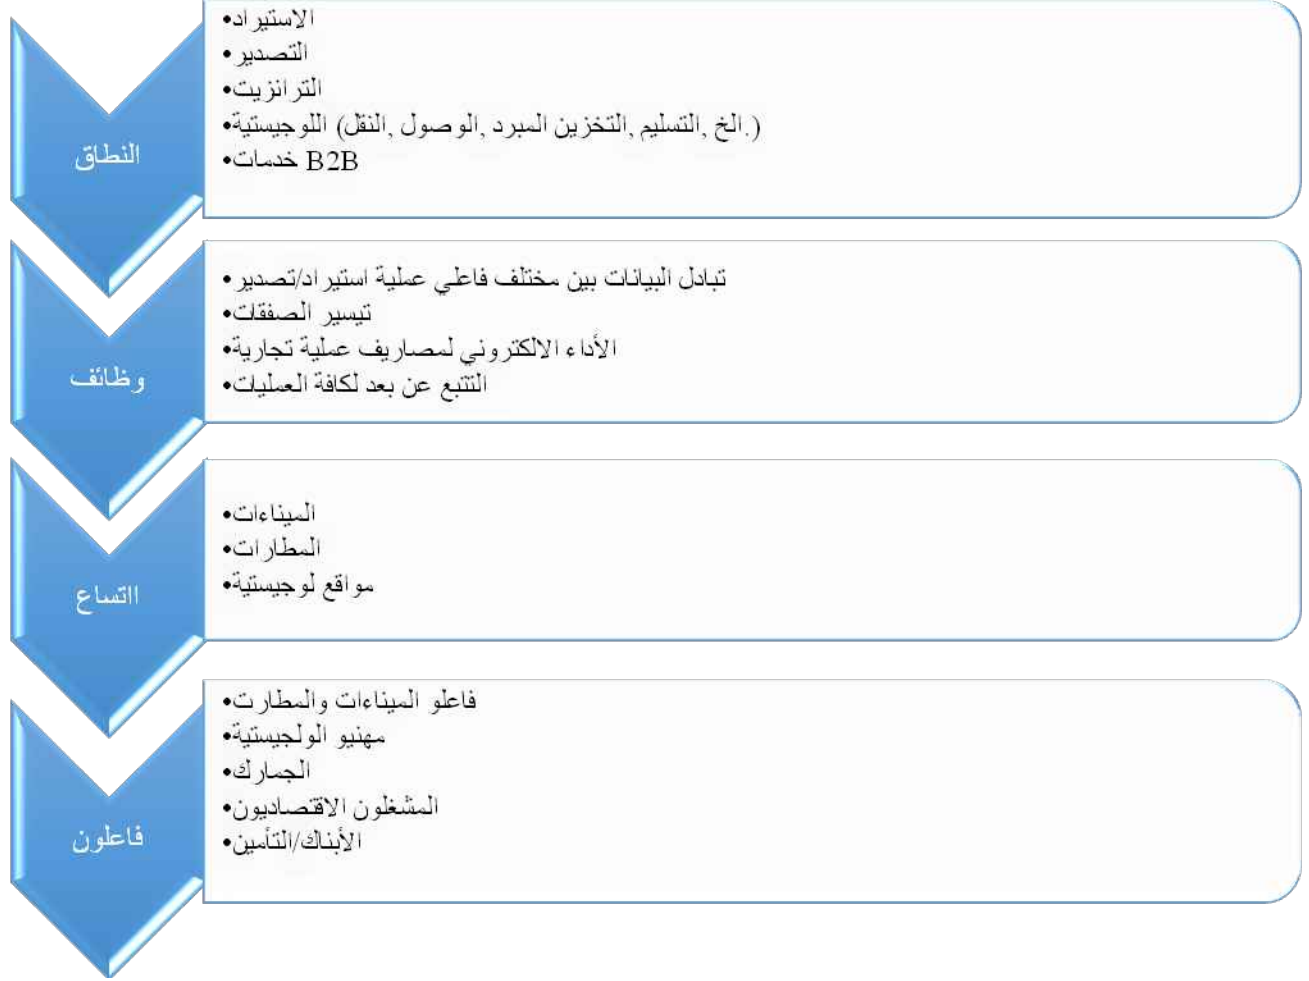 النطاق
•الاستيراد
•التصدير
•الترانزيت
•اللوجيستية (النقل, الوصول, التخزين المبرد, التسليم, الخ.)
•خدمات B2B
وظائف
•تبادل البيانات بين مختلف فاعلي عملية استيراد/تصدير
•تيسير الصفقات
•الأداء الالكتروني لمصاريف عملية تجارية
•التتبع عن بعد لكافة العمليات
ااتساع
•الميناءات
•المطارات
•مواقع لوجيستية
فاعلون
•فاعلو الميناءات والمطارت
•مهنيو الولجيستية
•الجمارك
•المشغلون الاقتصاديون
•الأبناك/التأمين